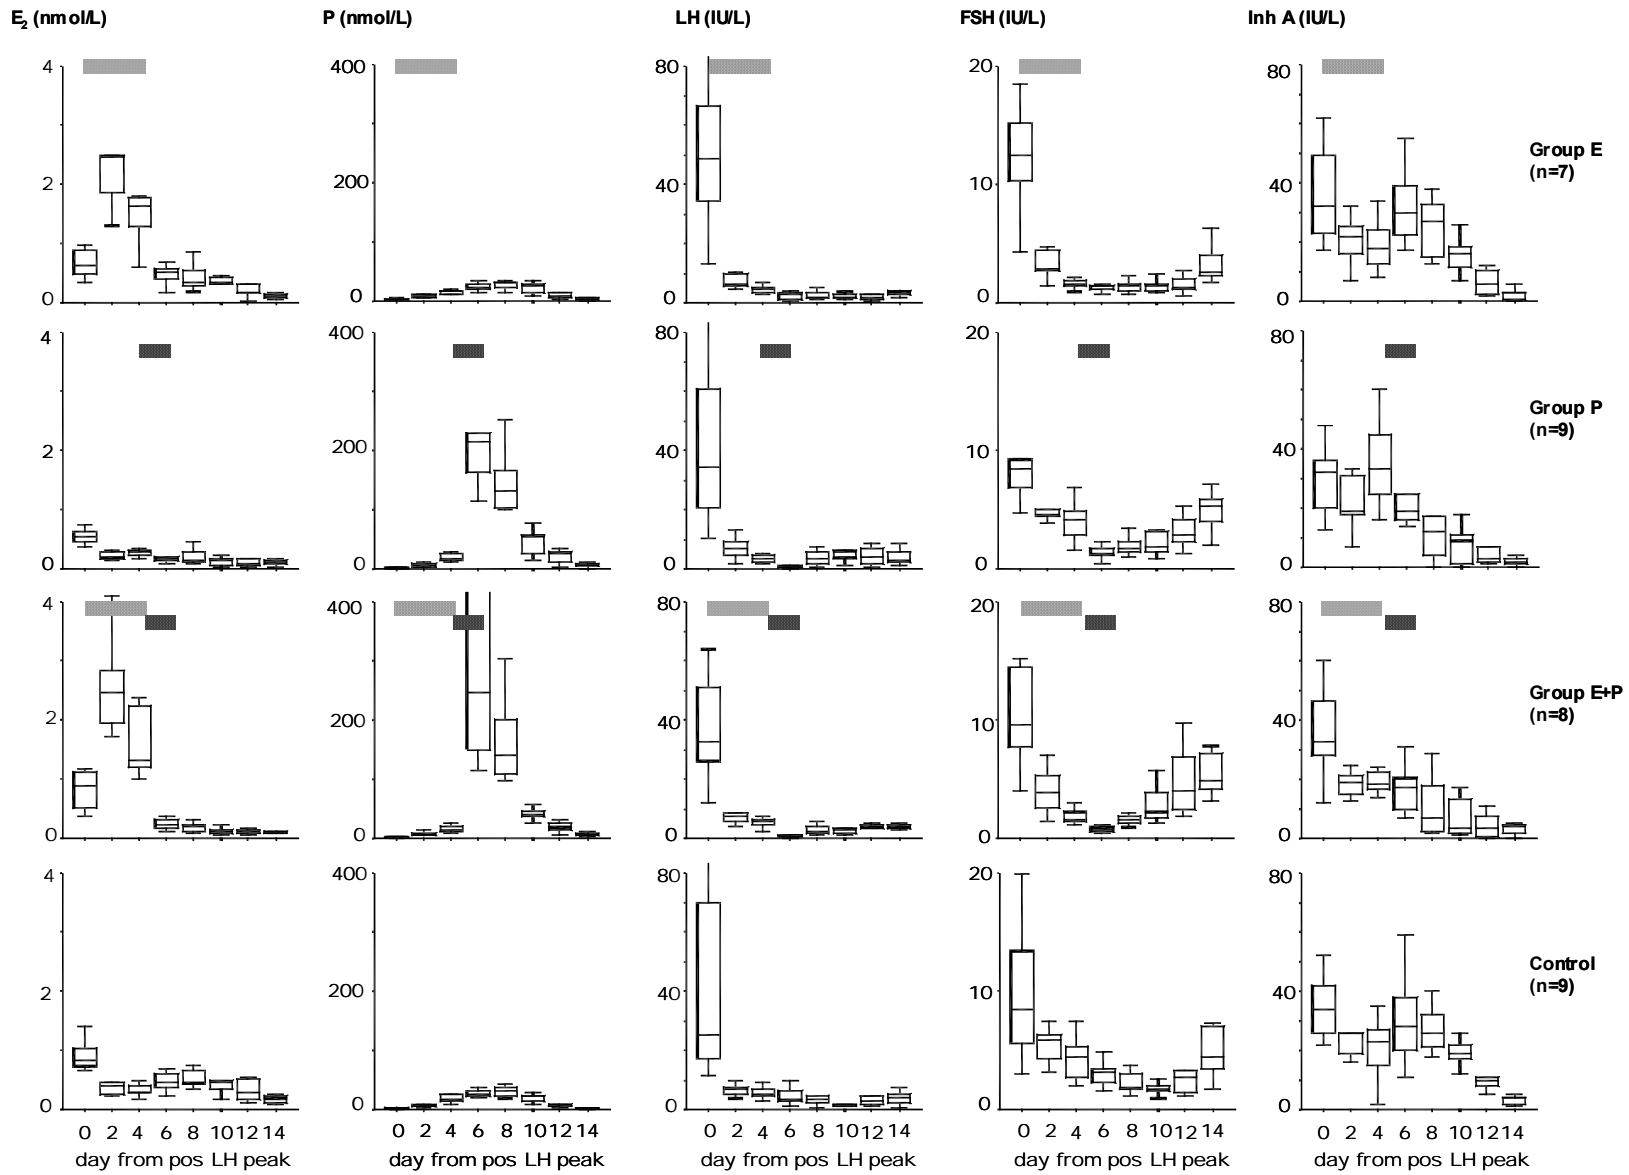 E2 (nmol/L) P (nmol/L) LH (IU/L) FSH (IU/L) Inh A (IU/L)
4 400 80 20 80
Group E
(n=7)
2 200 40 10 40
0 0 0 0 0
4 400 80 20 80
Group P
(n=9)
2 200 40 10 40
0 0 0 0 0
4 400 80 20 80
Group E+P
(n=8)
2 200 40 10 40
0 0 0 0 0
4 400 80 20 80
Control
(n=9)
2 200 40 10 40
0 0 0 0 0
0 2 4 6 8 10 12 14 0 2 4 6 8 10 12 14 0 2 4 6 8 10 12 14 0 2 4 6 8 10 12 14 0 2 4 6 8 10 12 14
day from pos LH peak day from pos LH peak day from pos LH peak day from pos LH peak day from pos LH peak